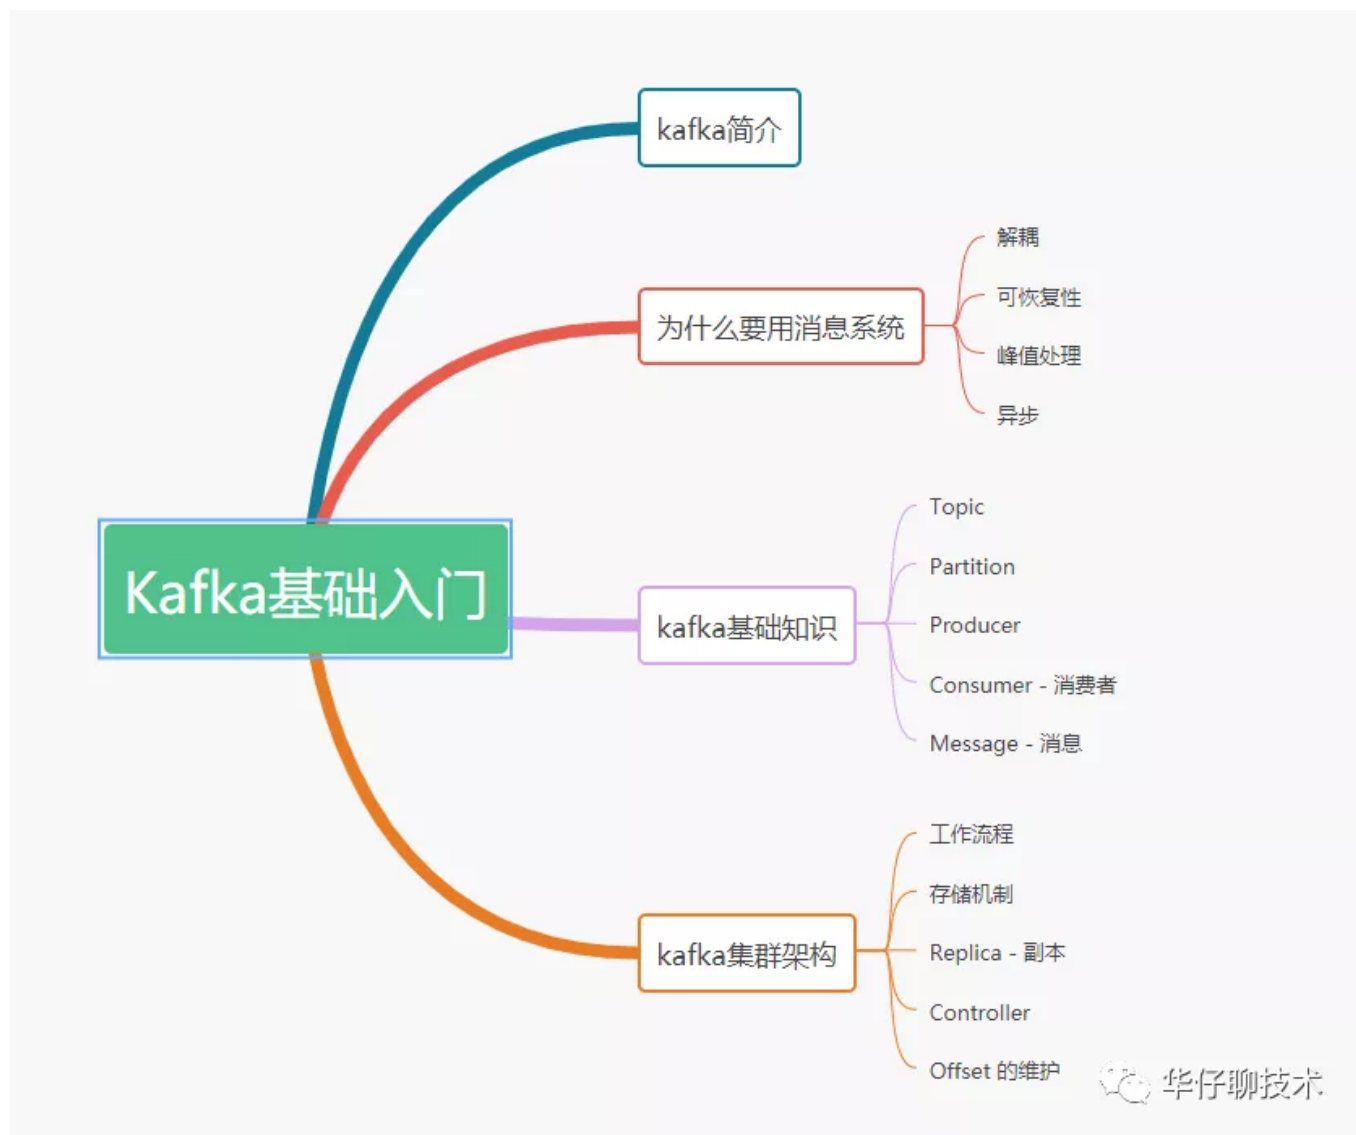 kafka简介
解耦
可恢复性
为什么要用消息系统
峰值处理
异步
Topic
Partition
Kafka基础入门
Producer
kafka基础知识
Consumer - 消费者
Message - 消息
工作流程
存储机制
kafka集群架构
Replica - 副本
Controller
Offset 的维护
华仔聊技术